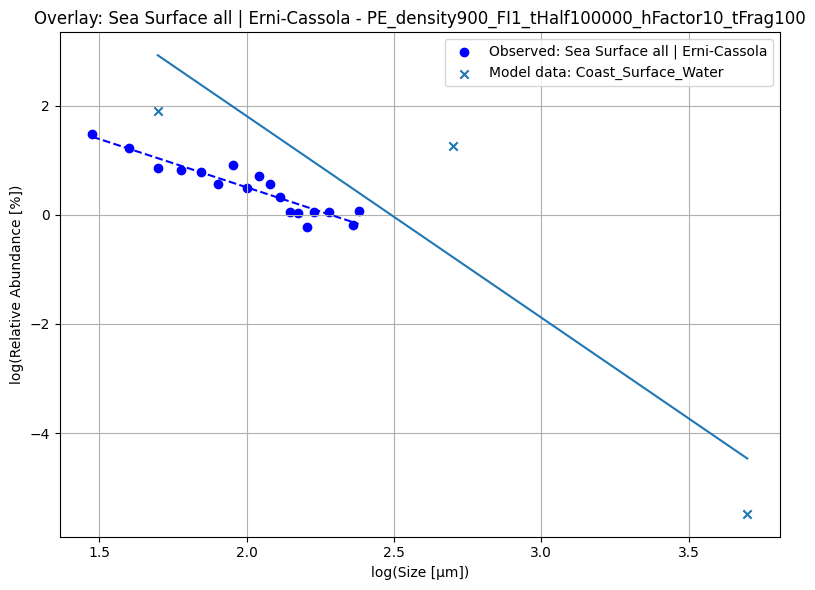 Overlay: Sea Surface all | Erni-Cassola - PE_density900_FI1_tHalf100000_hFactor10_tFrag100
Observed: Sea Surface all | Erni-Cassola
Model data: Coast_Surface_Water
log(Relative Abundance [%])
2
0
−2
−4
1.5
2.0
2.5
3.0
3.5
log(Size [μm])